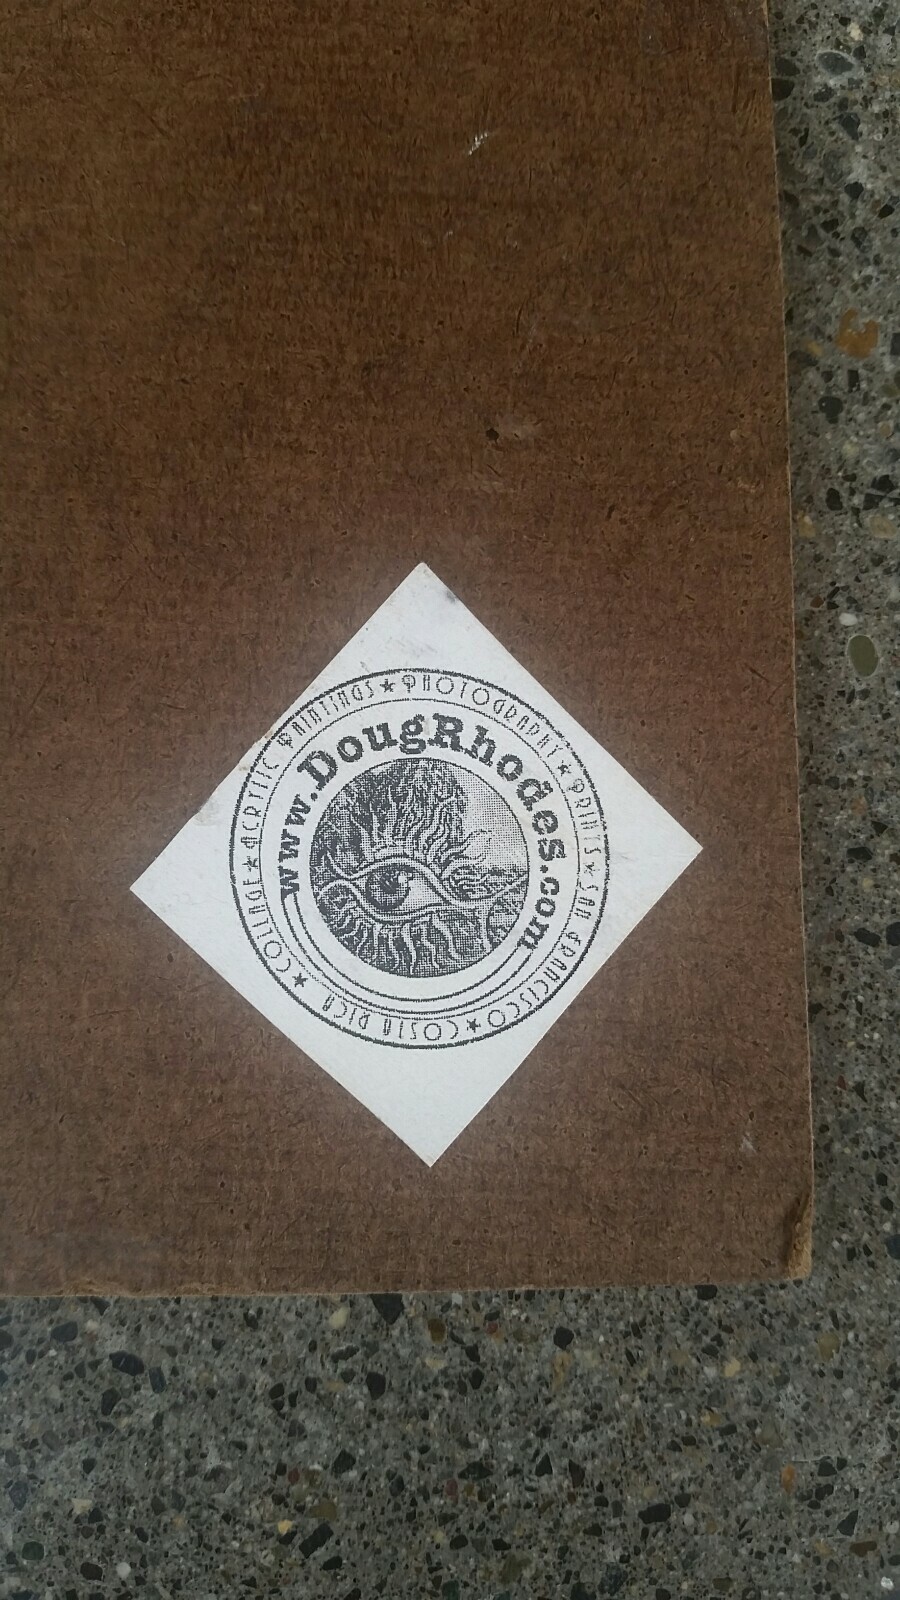 ACRYLIC PAINTINGS ★ PHOTOGRAPHY ★ PRINTS ★ SAN FRANCISCO ★ COSTA RICA ★ COLLAGE ★
www.DougRhodes.com